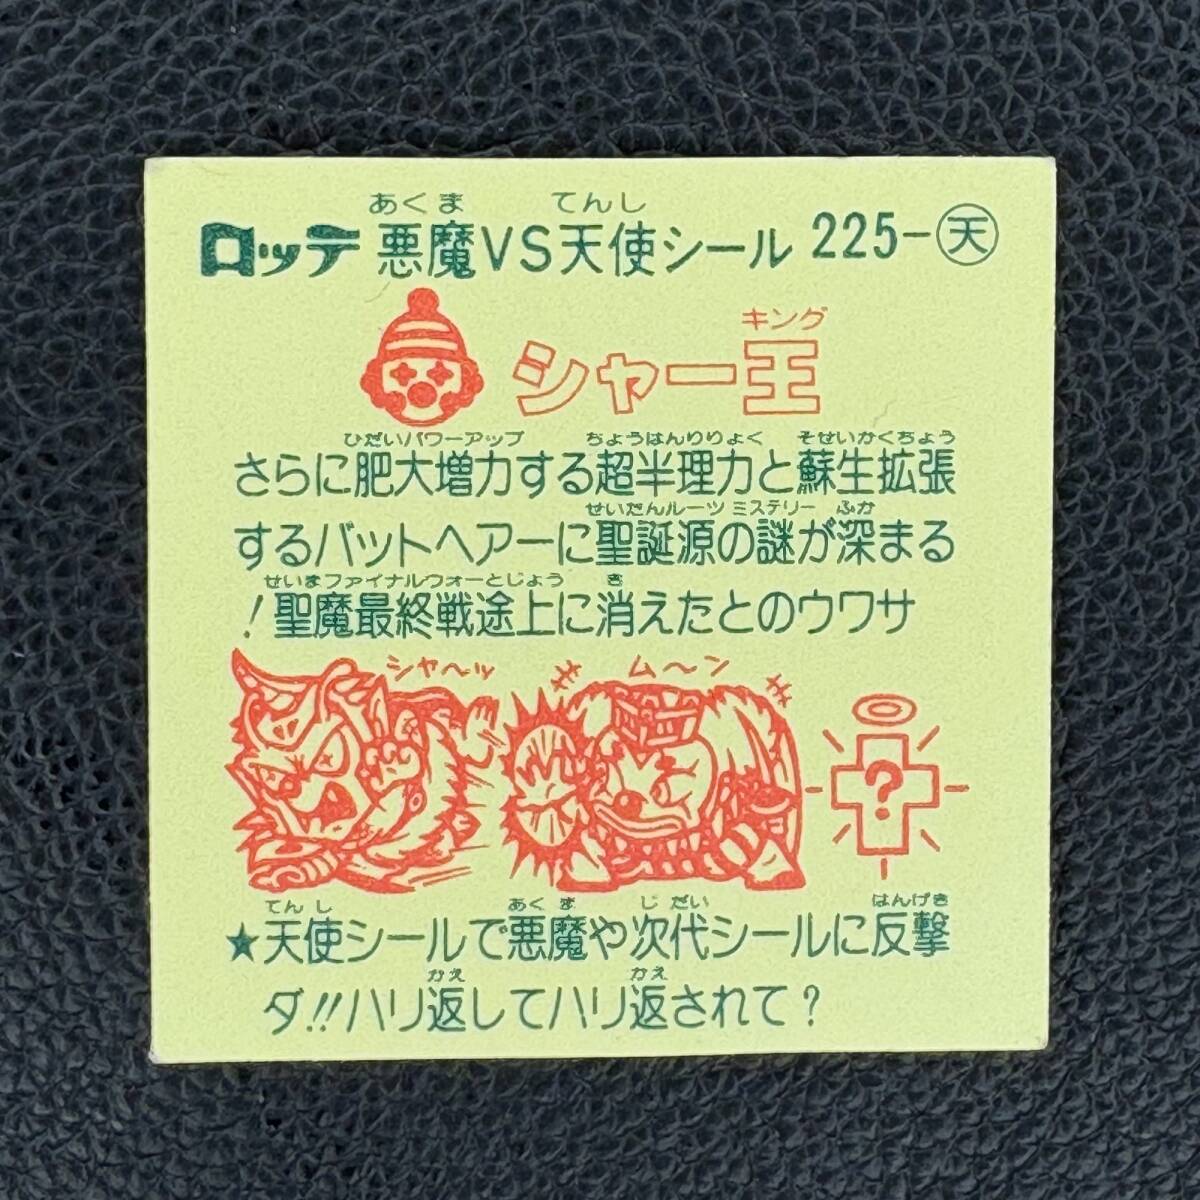 あくま てんし
ロッテ 悪魔VS天使シール 225-天
キング
シャー王
ひだいパワーアップ ちょうはんりりょく そせいかくちょう
さらに肥大増力する超半理力と蘇生拡張
せいたんルーツ ミステリー ふか
するバットヘアーに聖誕源の謎が深まる
せいまファイナルウォーとじょう き
!聖魔最終戦途上に消えたとのウワサ
シャ〜ッ ム〜ン
?
てんし あくま じだい はんげき
★天使シールで悪魔や次代シールに反撃
かえ かえ
ダ!!ハリ返してハリ返されて?